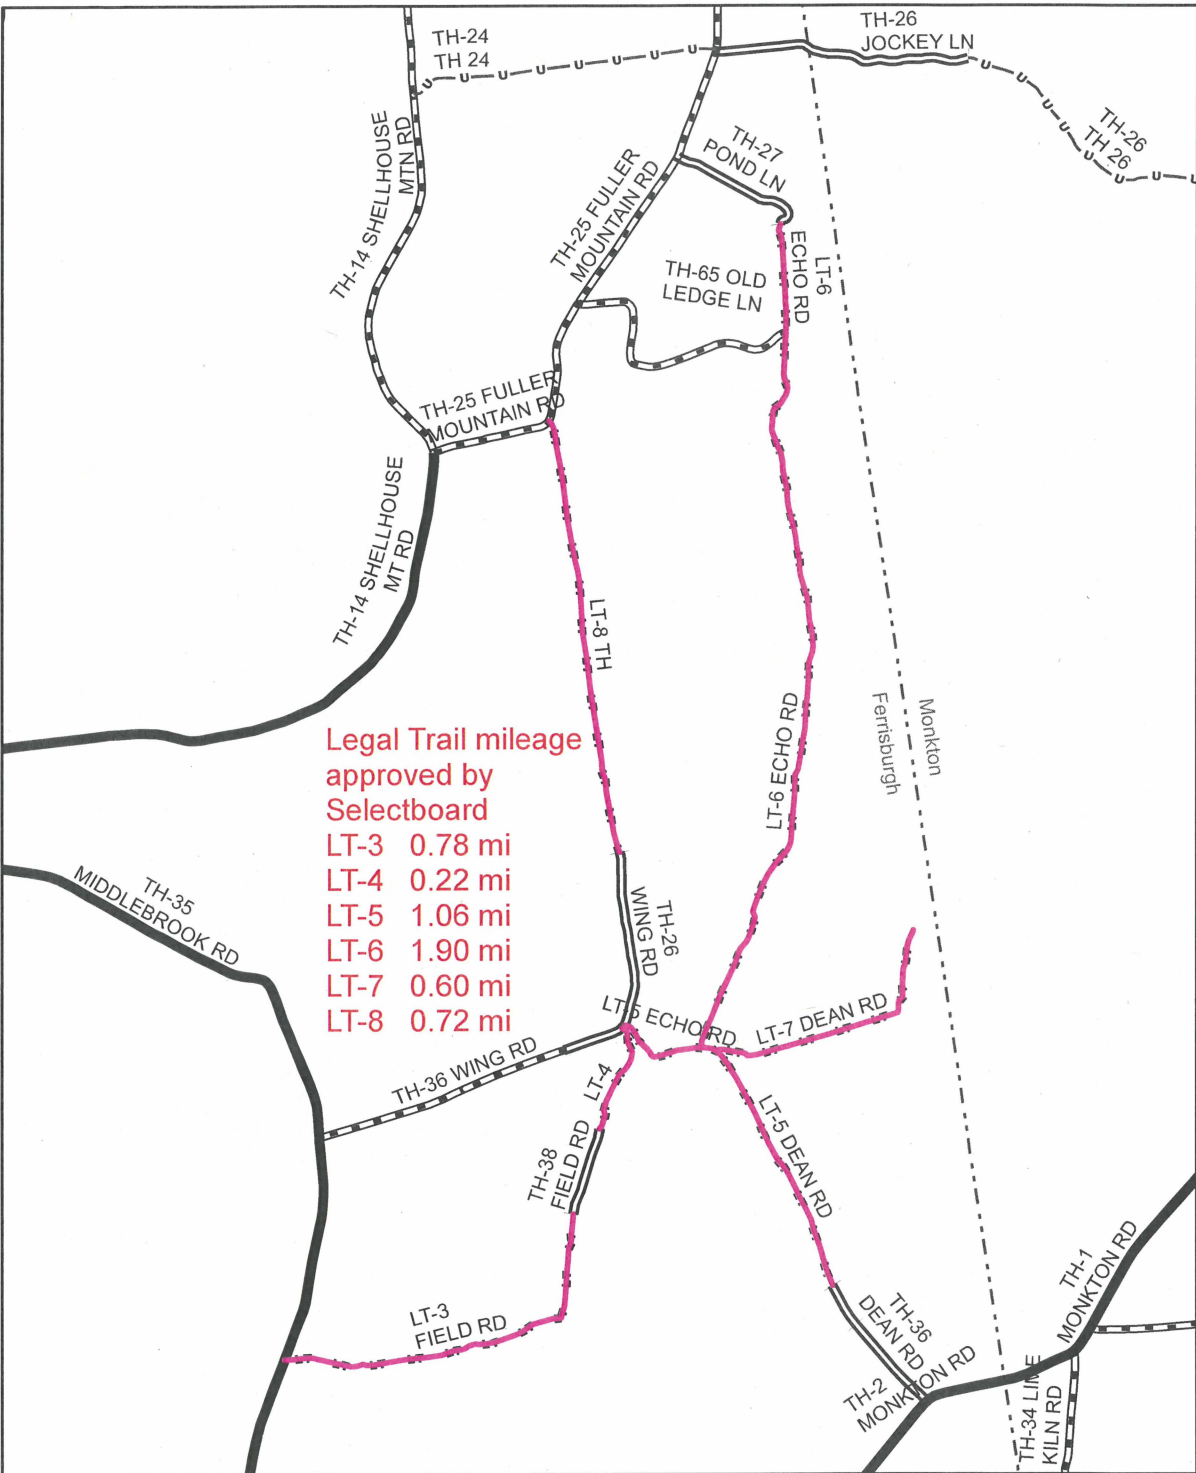 TH-24
TH 24
TH-26
JOCKEY LN
TH-26
TH 26
TH-14 SHELLHOUSE
MTN RD
TH-25 FULLER
MOUNTAIN RD
TH-27
POND LN
TH-65 OLD
LEDGE LN
LT-6
ECHO RD
TH-25 FULLER
MOUNTAIN RD
TH-14 SHELLHOUSE
MT RD
LT-8 TH
LT-6 ECHO RD
Monkton
Ferrisburgh
Legal Trail mileage
approved by
Selectboard
LT-3 0.78 mi
LT-4 0.22 mi
LT-5 1.06 mi
LT-6 1.90 mi
LT-7 0.60 mi
LT-8 0.72 mi
TH-35
MIDDLEBROOK RD
TH-26
WING RD
LT-5 ECHO RD
LT-7 DEAN RD
TH-36 WING RD
LT-4
LT-5 DEAN RD
TH-38
FIELD RD
LT-3
FIELD RD
TH-36
DEAN RD
TH-1
MONKTON RD
TH-2
MONKTON RD
TH-34 LIME
KILN RD
U U U U U U
U U U U U U U